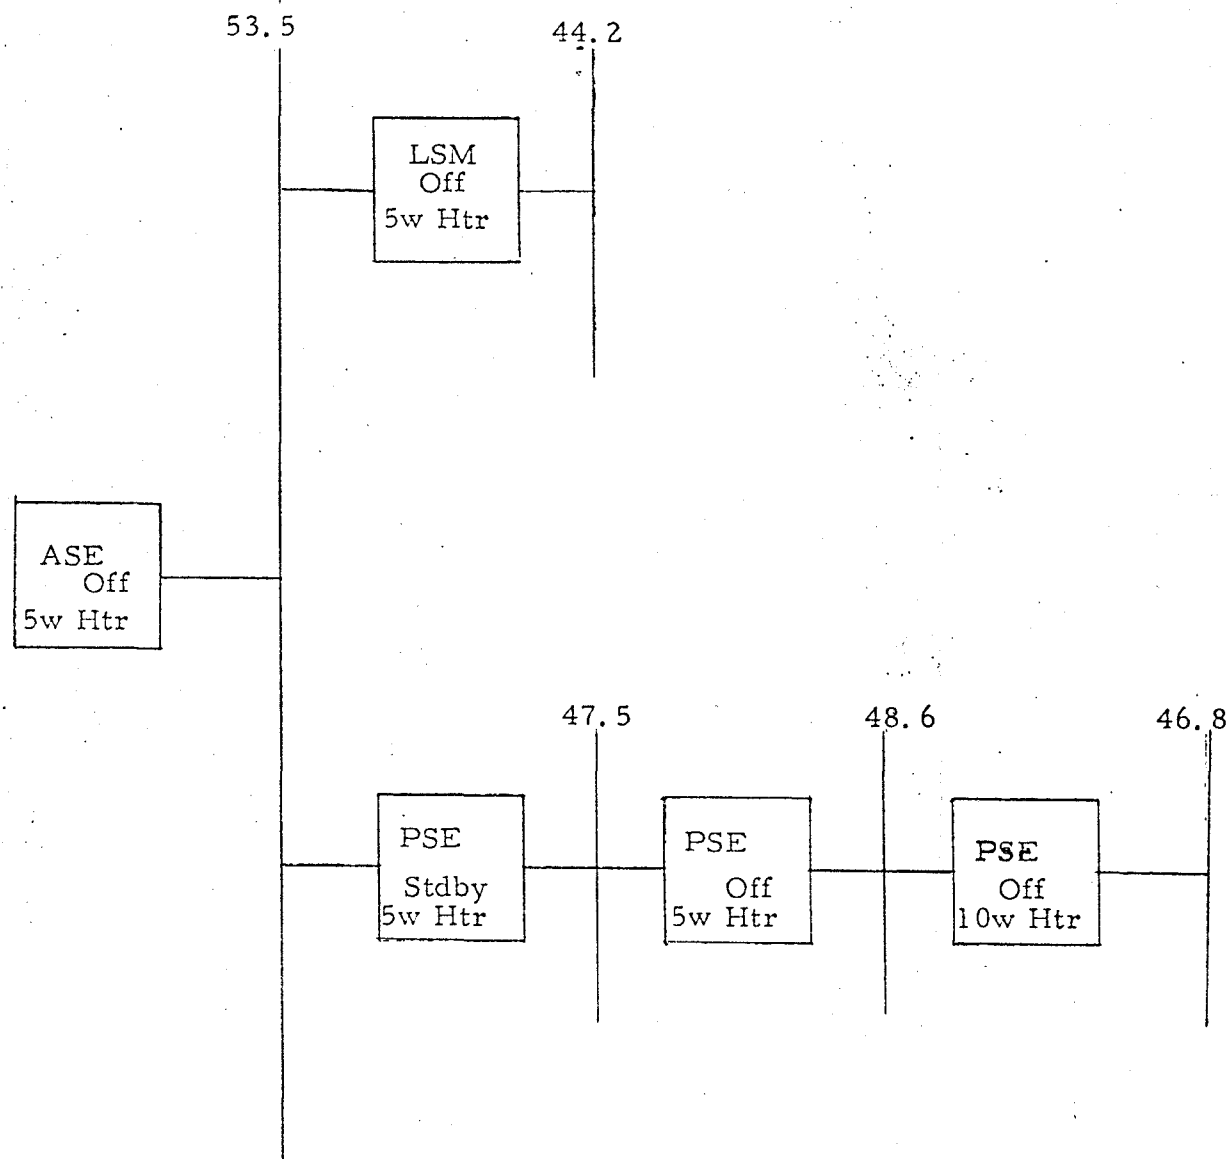 53.5
44.2
LSM
Off
5w Htr
ASE
Off
5w Htr
47.5
48.6
46.8
PSE
Stdby
5w Htr
PSE
Off
5w Htr
PSE
Off
10w Htr